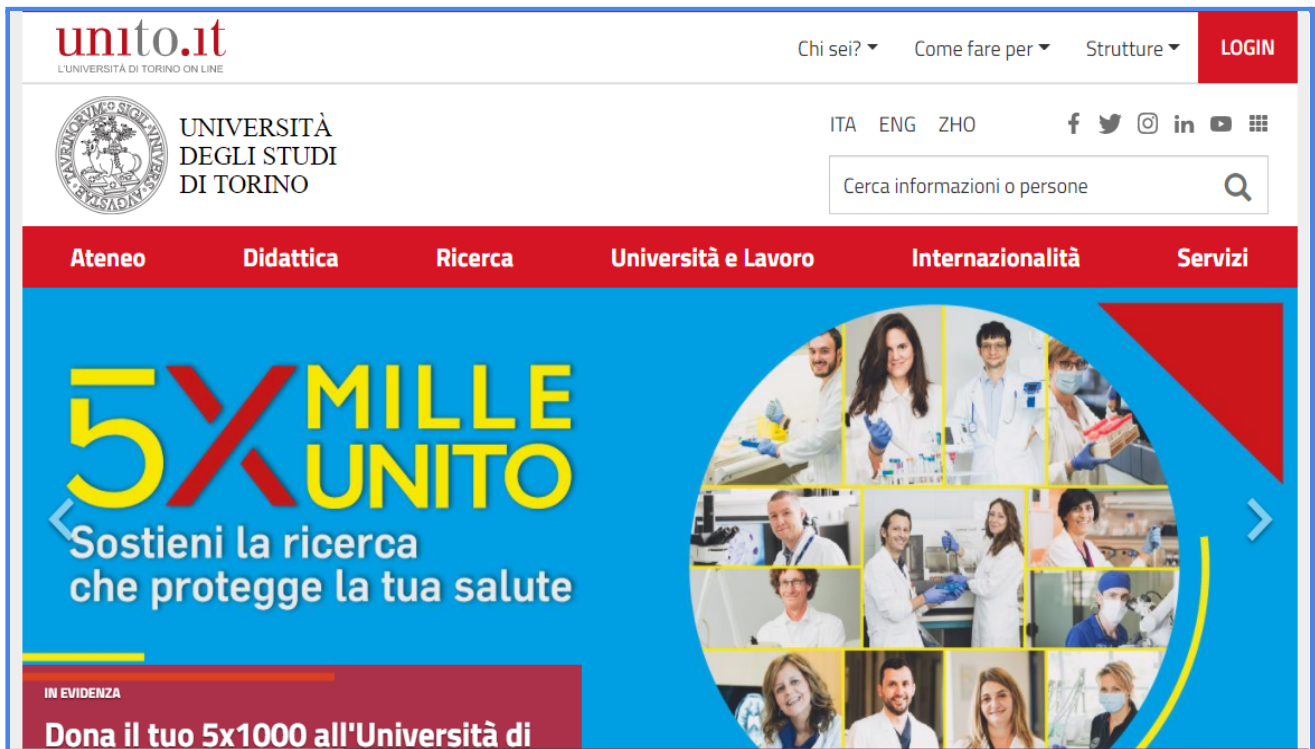 unito.it
L'UNIVERSITÀ DI TORINO ON LINE
Chi sei? Come fare per Strutture LOGIN
UNIVERSITÀ
DEGLI STUDI
DI TORINO
ITA ENG ZHO
Cerca informazioni o persone
Ateneo Didattica Ricerca Università e Lavoro Internazionalità Servizi
5X MILLE
UNITO
Sostieni la ricerca
che protegge la tua salute
IN EVIDENZA
Dona il tuo 5x1000 all'Università di